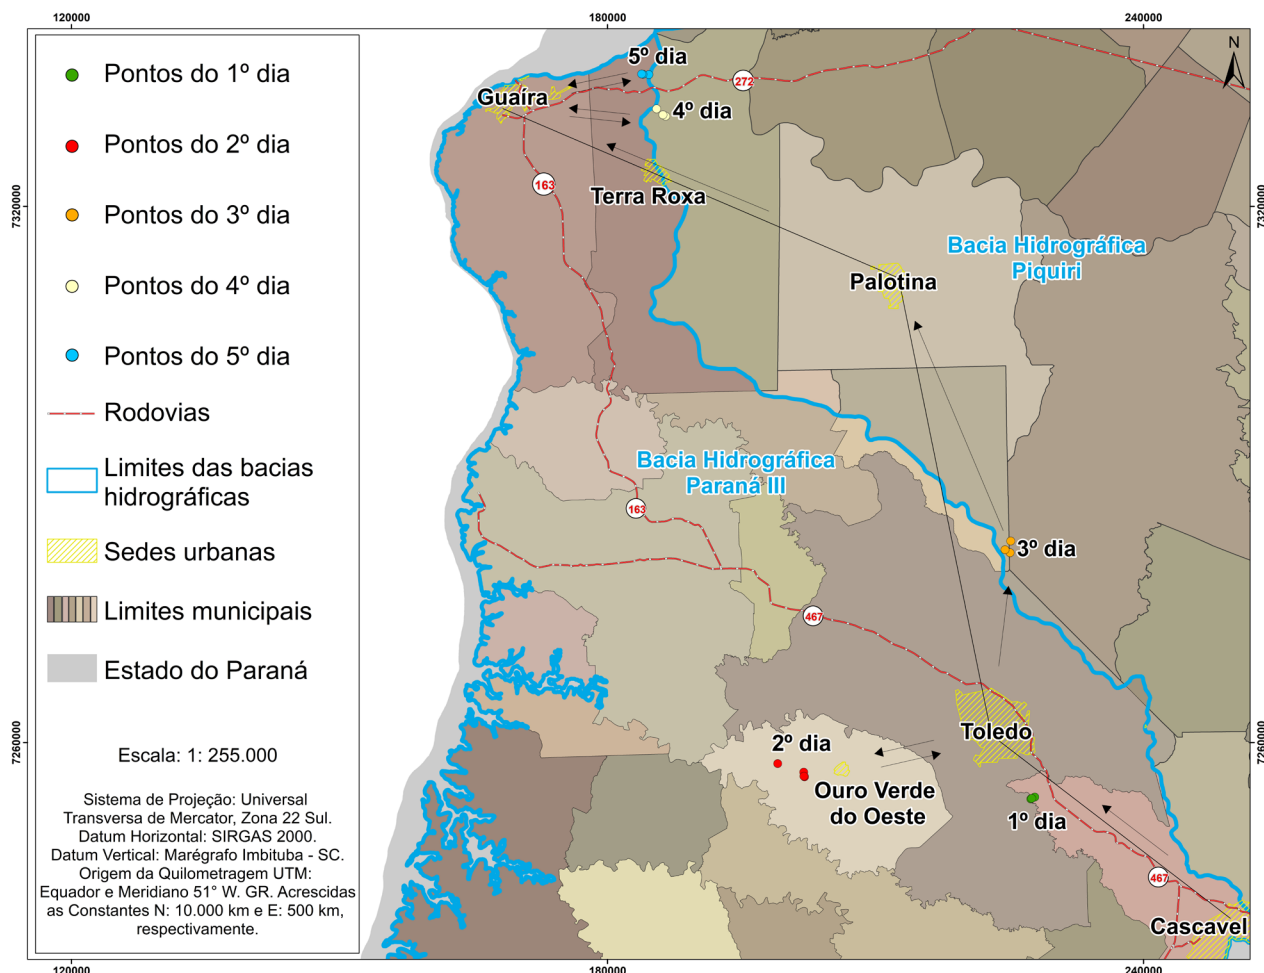 120000
180000
240000
Pontos do 1º dia
Pontos do 2º dia
Pontos do 3º dia
Pontos do 4º dia
Pontos do 5º dia
Rodovias
Limites das bacias
hidrográficas
Sedes urbanas
Limites municipais
Estado do Paraná
Escala: 1: 255.000
Sistema de Projeção: Universal
Transversa de Mercator, Zona 22 Sul.
Datum Horizontal: SIRGAS 2000.
Datum Vertical: Marégrafo Imbituba - SC.
Origem da Quilometragem UTM:
Equador e Meridiano 51° W. GR. Acrescidas
as Constantes N: 10.000 km e E: 500 km,
respectivamente.
7320000
7260000
N
5º dia
272
Guaíra
4º dia
163
Terra Roxa
Bacia Hidrográfica
Piquiri
Palotina
Bacia Hidrográfica
Paraná III
163
3º dia
467
Toledo
2º dia
Ouro Verde
do Oeste
1º dia
467
Cascavel
7320000
7260000
120000
180000
240000